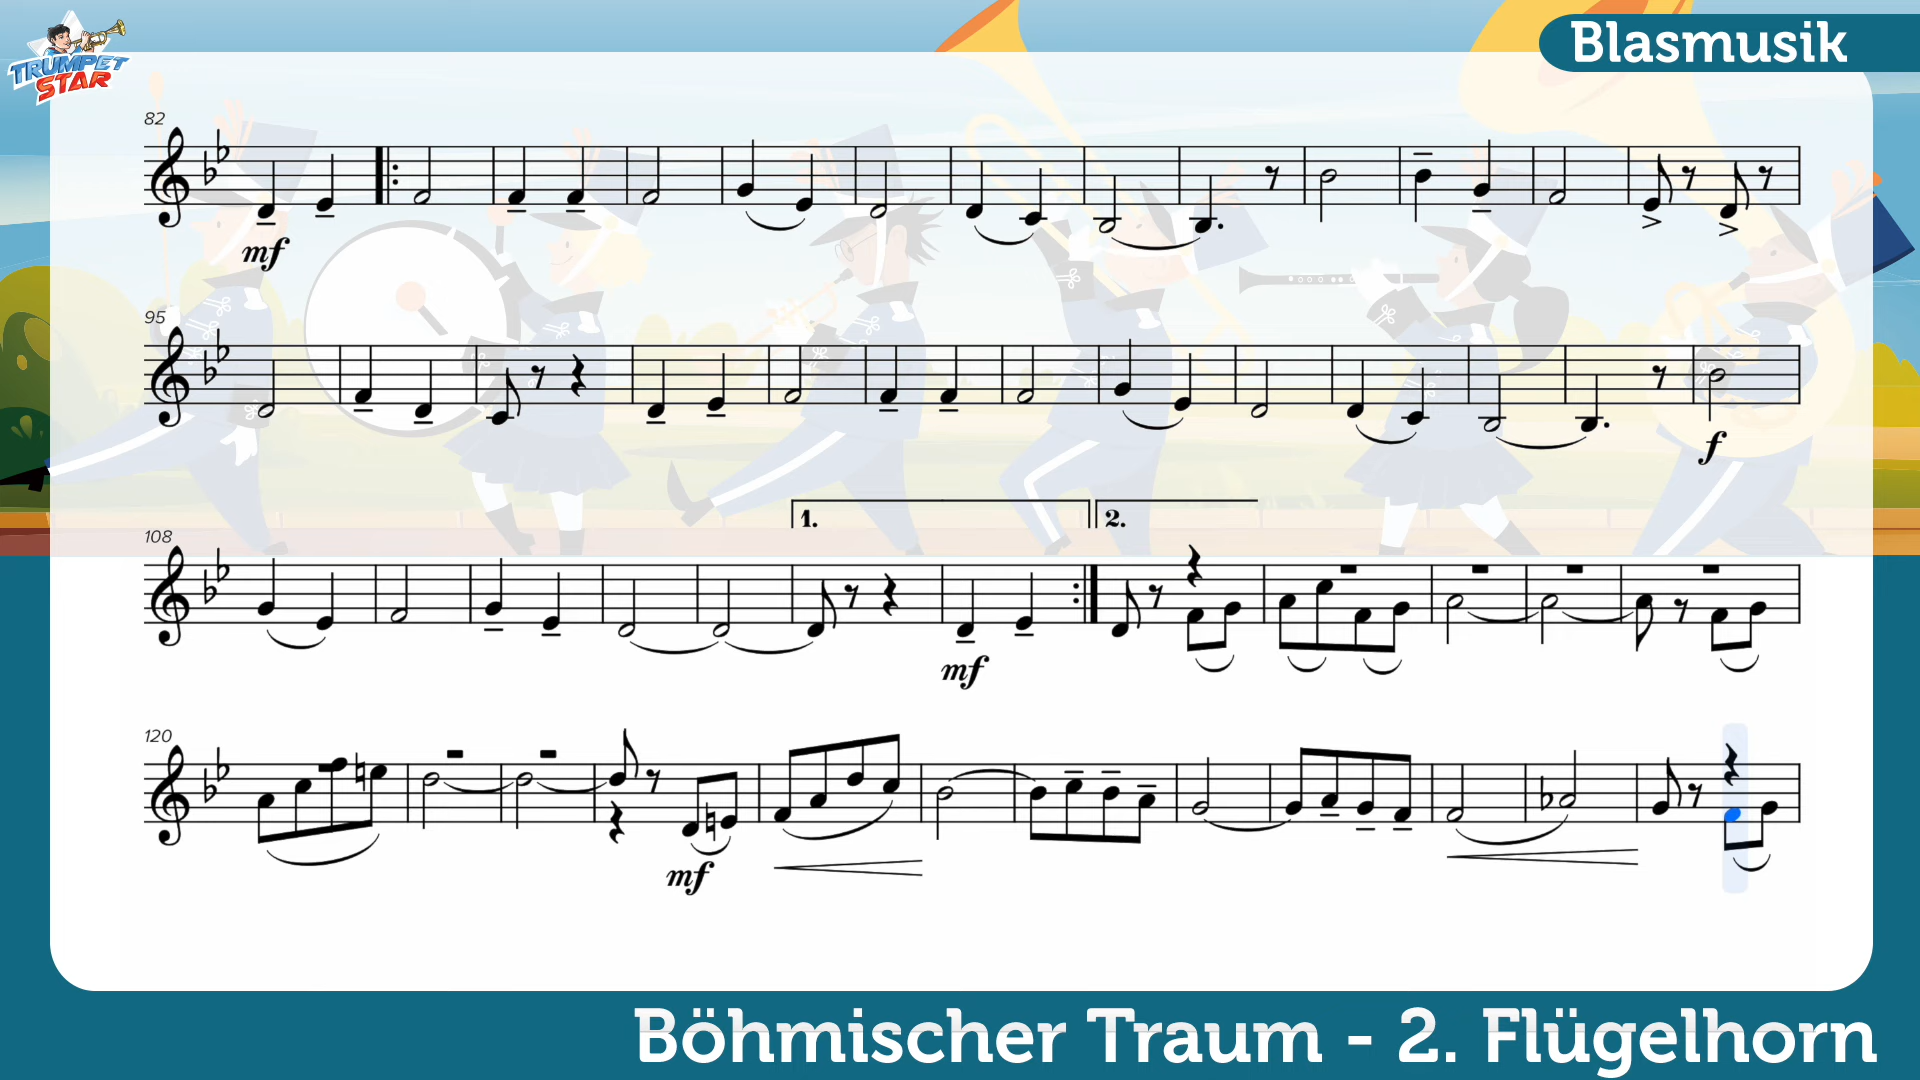 TRUMPET
STAR
Blasmusik
82
mf
95
f
108
1.
2.
mf
120
mf
Böhmischer Traum - 2. Flügelhorn